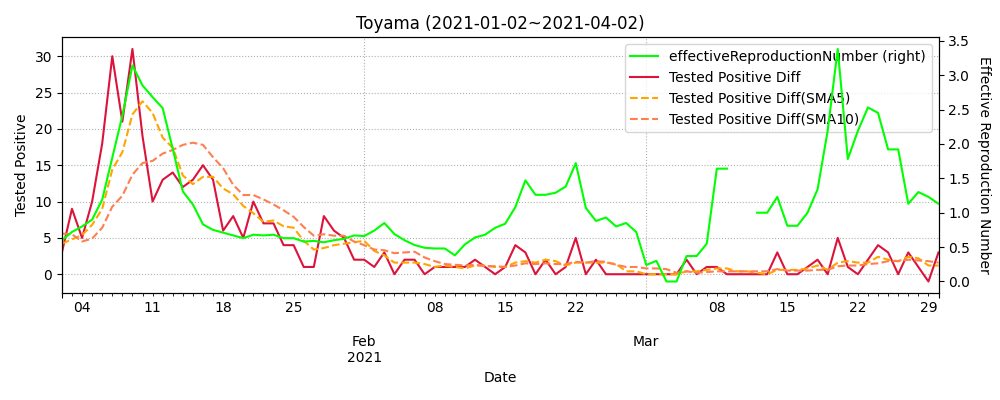 Toyama (2021-01-02~2021-04-02)
effectiveReproductionNumber (right)
Tested Positive Diff
Tested Positive Diff(SMA5)
Tested Positive Diff(SMA10)
Tested Positive
30
25
20
15
10
5
0
3.5
3.0
2.5
2.0
1.5
1.0
0.5
0.0
Effective Reproduction Number
04 11 18 25 08 15 22 08 15 22 29
Feb Mar
2021
Date